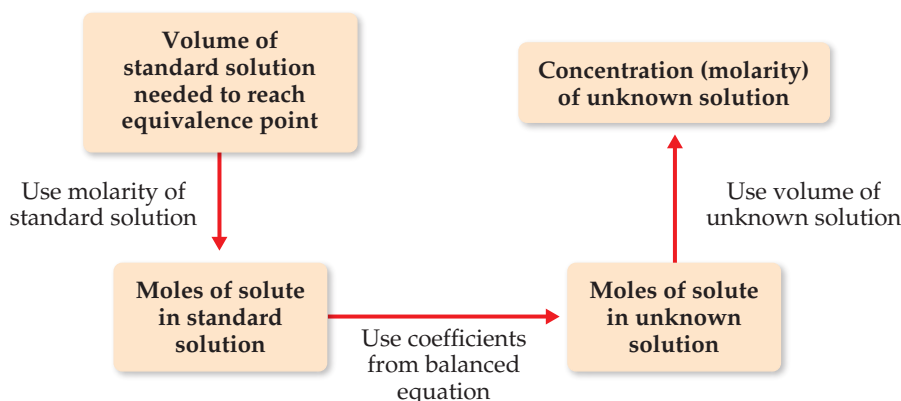 Volume of
standard solution
needed to reach
equivalence point
Concentration (molarity)
of unknown solution
Use molarity of
standard solution
Use volume of
unknown solution
Moles of solute
in standard
solution
Use coefficients
from balanced
equation
Moles of solute
in unknown
solution